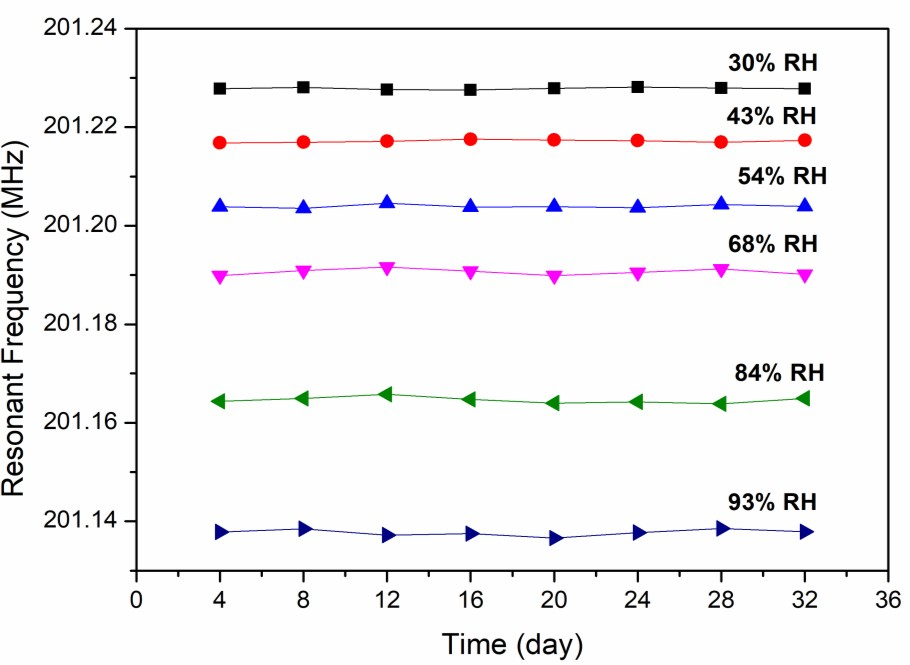 201.24
201.22
201.20
201.18
201.16
201.14
Resonant Frequency (MHz)
30% RH
43% RH
54% RH
68% RH
84% RH
93% RH
0 4 8 12 16 20 24 28 32 36
Time (day)